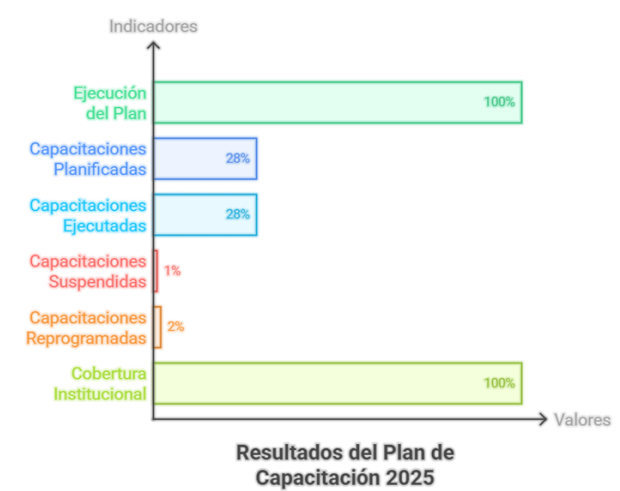 Indicadores
Ejecución
del Plan
100%
Capacitaciones
Planificadas
28%
Capacitaciones
Ejecutadas
28%
Capacitaciones
Suspendidas
1%
Capacitaciones
Reprogramadas
2%
Cobertura
Institucional
100%
Valores
Resultados del Plan de
Capacitación 2025